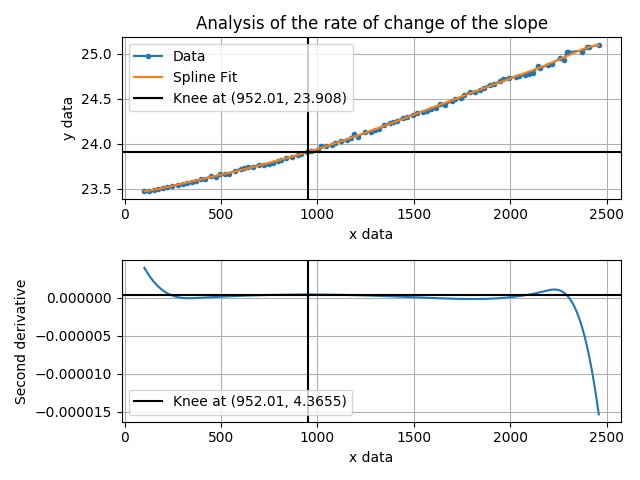 Analysis of the rate of change of the slope
25.0
24.5
24.0
23.5
y data
Data
Spline Fit
Knee at (952.01, 23.908)
0 500 1000 1500 2000 2500
x data
0.000000
−0.000005
−0.000010
−0.000015
Second derivative
Knee at (952.01, 4.3655)
0 500 1000 1500 2000 2500
x data